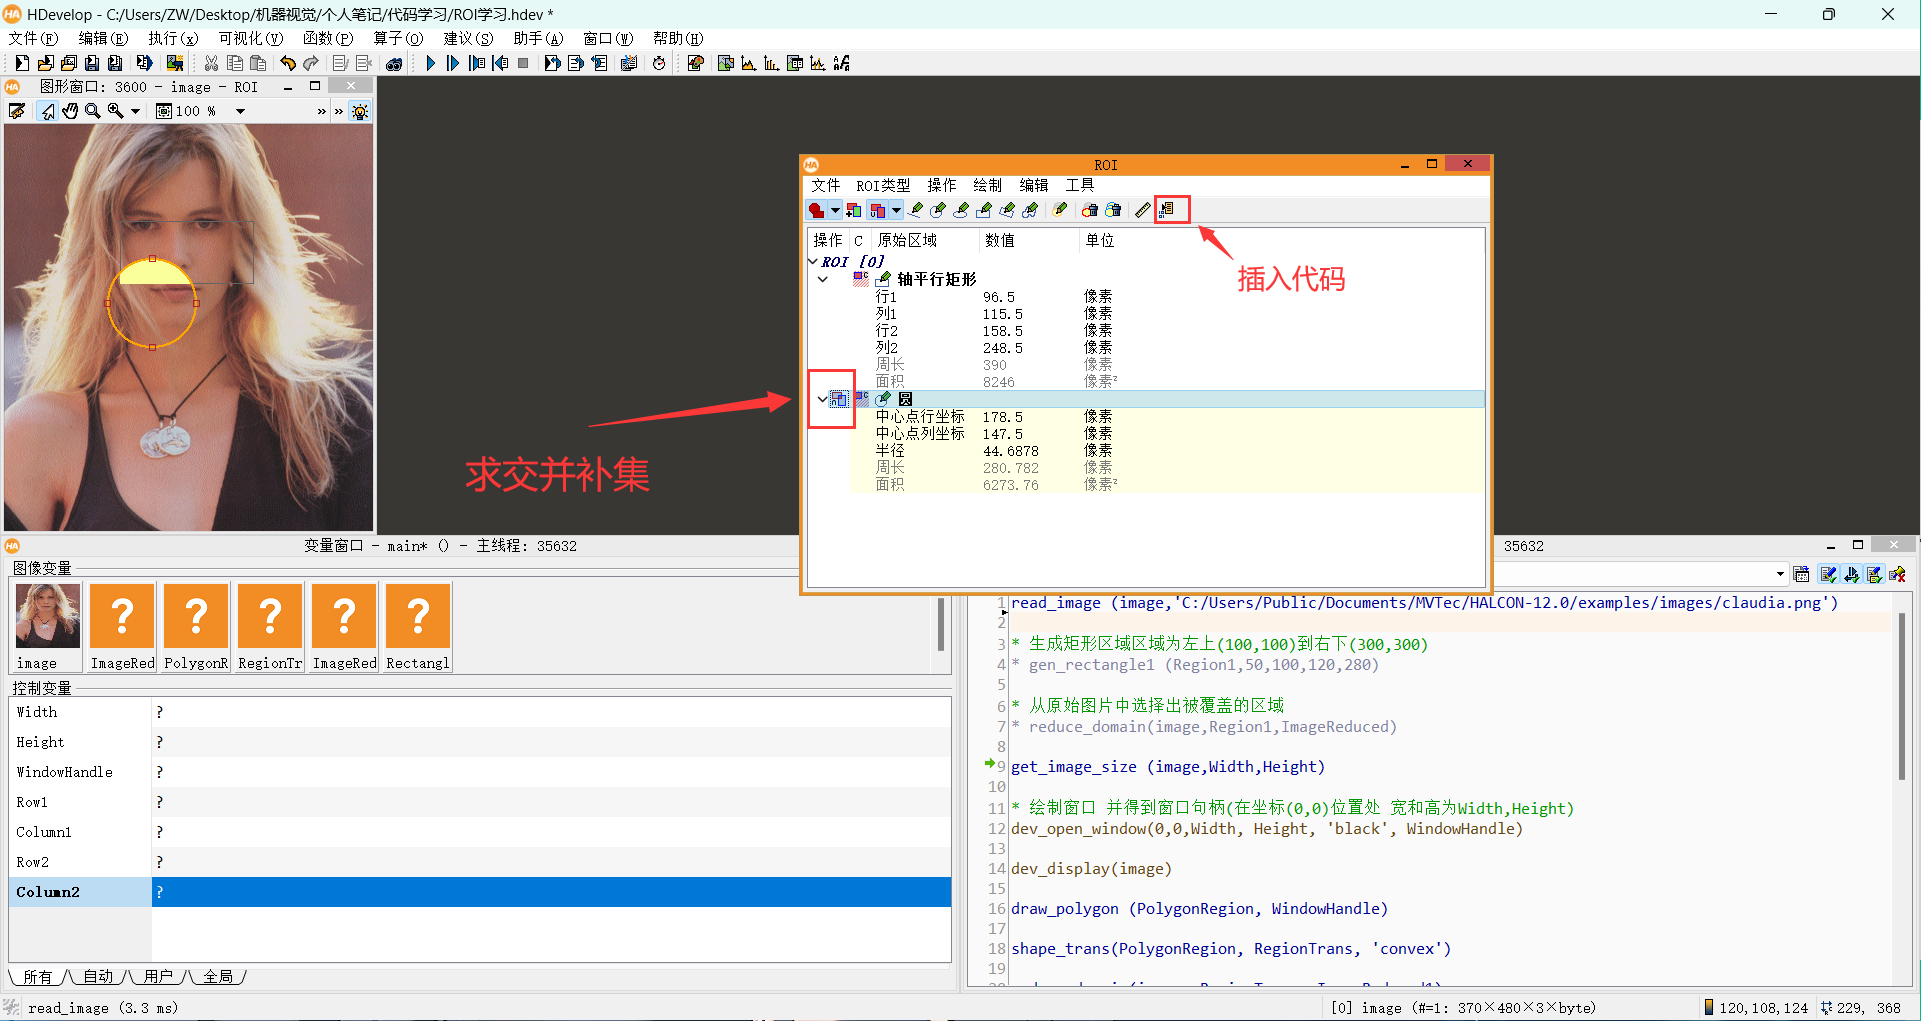 HDevelop - C:/Users/ZW/Desktop/机器视觉/个人笔记/代码学习/ROI学习.hdev *
文件(F) 编辑(E) 执行(x) 可视化(V) 函数(P) 算子(O) 建议(S) 助手(A) 窗口(W) 帮助(H)
图形窗口: 3600 - image - ROI
100 %
ROI
文件 ROI类型 操作 绘制 编辑 工具
操作 C 原始区域 数值 单位
ROI [0]
轴平行矩形
行1 96.5 像素
列1 115.5 像素
行2 158.5 像素
列2 248.5 像素
周长 390 像素
面积 8246 像素²
圆
中心点行坐标 178.5 像素
中心点列坐标 147.5 像素
半径 44.6878 像素
周长 280.782 像素
面积 6273.76 像素²
插入代码
求交并补集
变量窗口 - main* () - 主线程: 35632
35632
图像变量
image ImageRed PolygonR RegionTr ImageRed Rectangl
控制变量
Width ?
Height ?
WindowHandle ?
Row1 ?
Column1 ?
Row2 ?
Column2 ?
所有 自动 用户 全局
1 read_image (image,'C:/Users/Public/Documents/MVTec/HALCON-12.0/examples/images/claudia.png')
2
3 * 生成矩形区域区域为左上(100,100)到右下(300,300)
4 * gen_rectangle1 (Region1,50,100,120,280)
5
6 * 从原始图片中选择出被覆盖的区域
7 * reduce_domain(image,Region1,ImageReduced)
8
9 get_image_size (image,Width,Height)
10
11 * 绘制窗口 并得到窗口句柄(在坐标(0,0)位置处 宽和高为Width,Height)
12 dev_open_window(0,0,Width, Height, 'black', WindowHandle)
13
14 dev_display(image)
15
16 draw_polygon (PolygonRegion, WindowHandle)
17
18 shape_trans(PolygonRegion, RegionTrans, 'convex')
19
read_image (3.3 ms)
[0] image (#=1: 370×480×3×byte)
120,108,124
229, 368